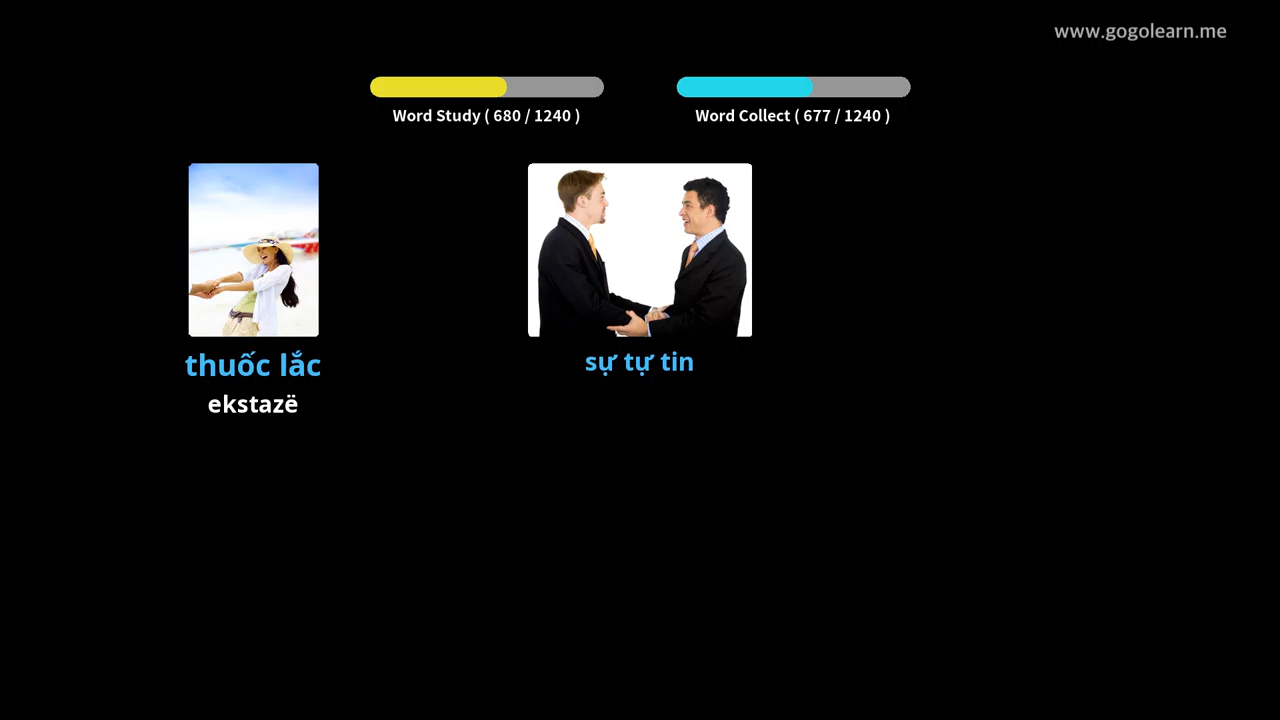 www.gogolearn.me
Word Study ( 680 / 1240 )
Word Collect ( 677 / 1240 )
thuốc lắc
ekstazë
sự tự tin